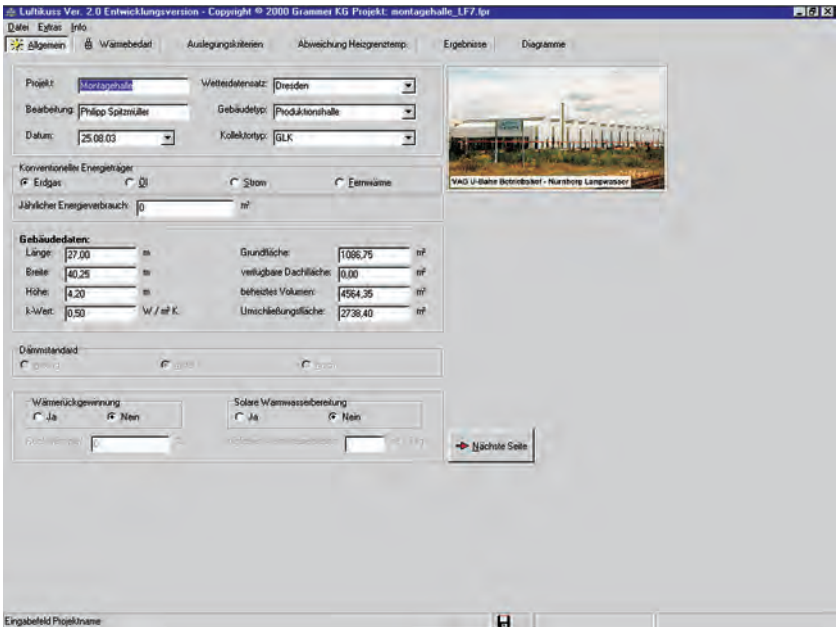 Luftikuss Ver. 2.0 Entwicklungsversion - Copyright © 2000 Grammer KG Projekt: montagehalle_LF7.fpr
Datei Extras Info
Allgemein Wärmebedarf Auslegungskriterien Abweichung Heizgrenztemp. Ergebnisse Diagramme
Projekt: Montagehalle Wetterdatensatz: Dresden
Bearbeitung: Philipp Spitzmüller Gebäudetyp: Produktionshalle
Datum: 25.08.03 Kollektortyp: GLK
VAG U-Bahn Betriebshof - Nürnberg Langwasser
Konventioneller Energieträger
Erdgas Öl Strom Fernwärme
Jährlicher Energieverbrauch: 0 m³
Gebäudedaten:
Länge: 27,00 m Grundfläche: 1086,75 m²
Breite: 40,25 m verfügbare Dachfläche: 0,00 m²
Höhe: 4,20 m beheiztes Volumen: 4564,35 m³
k-Wert: 0,50 W / m² K Umschließungsfläche: 2738,40 m²
Dämmstandard
gering mittel hoch
Wärmerückgewinnung Solare Warmwasserbereitung
Ja Nein Ja Nein
Nächste Seite
Eingabefeld Projektname